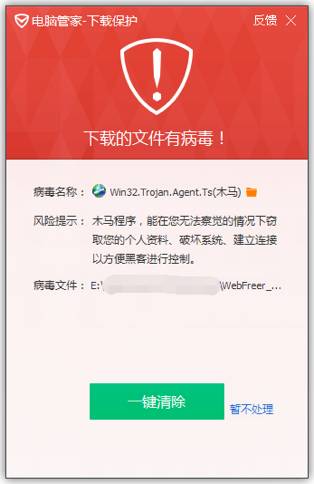 电脑管家-下载保护 反馈
下载的文件有病毒！
病毒名称： Win32.Trojan.Agent.Ts(木马)
风险提示： 木马程序，能在您无法察觉的情况下窃
取您的个人资料、破坏系统、建立连接
以方便黑客进行控制。
病毒文件： E:\ \WebFreer_...
一键清除
暂不处理